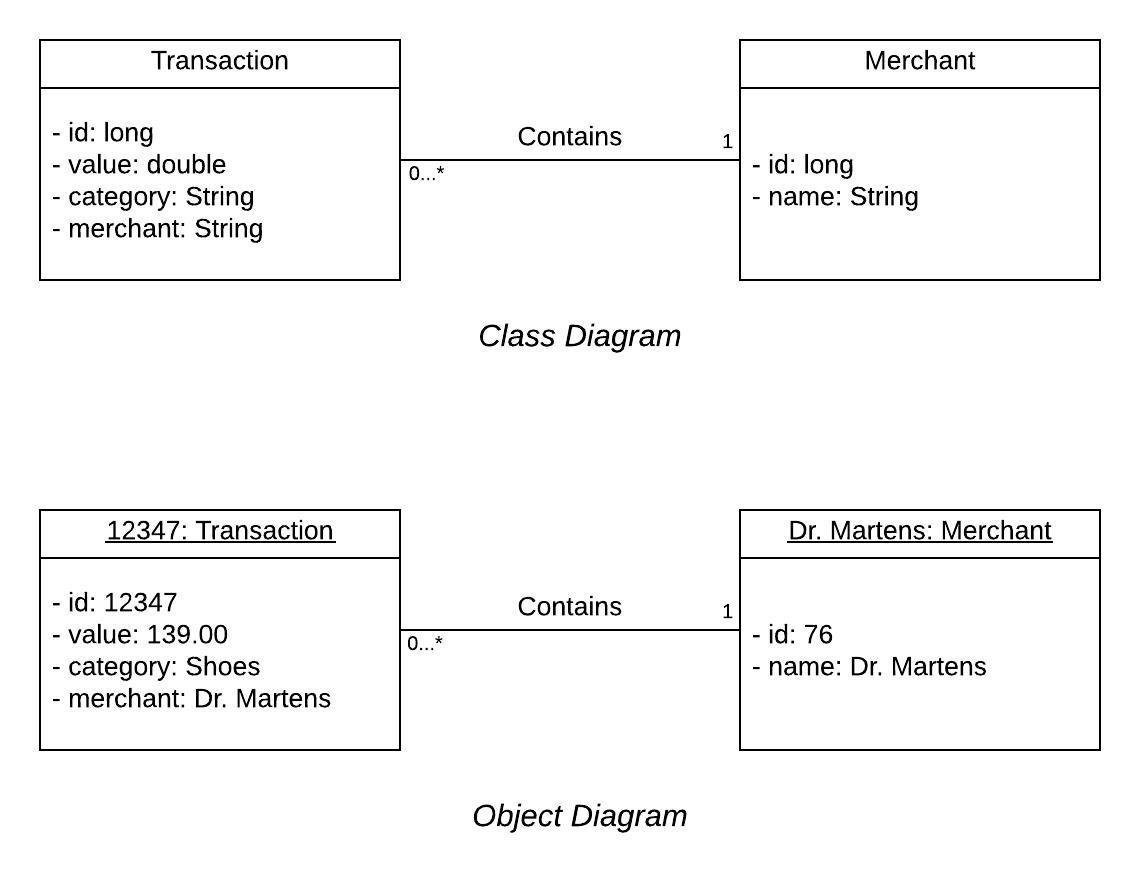 Transaction
- id: long
- value: double
- category: String
- merchant: String
Contains
0...*
1
Merchant
- id: long
- name: String
Class Diagram
12347: Transaction
- id: 12347
- value: 139.00
- category: Shoes
- merchant: Dr. Martens
Contains
0...*
1
Dr. Martens: Merchant
- id: 76
- name: Dr. Martens
Object Diagram